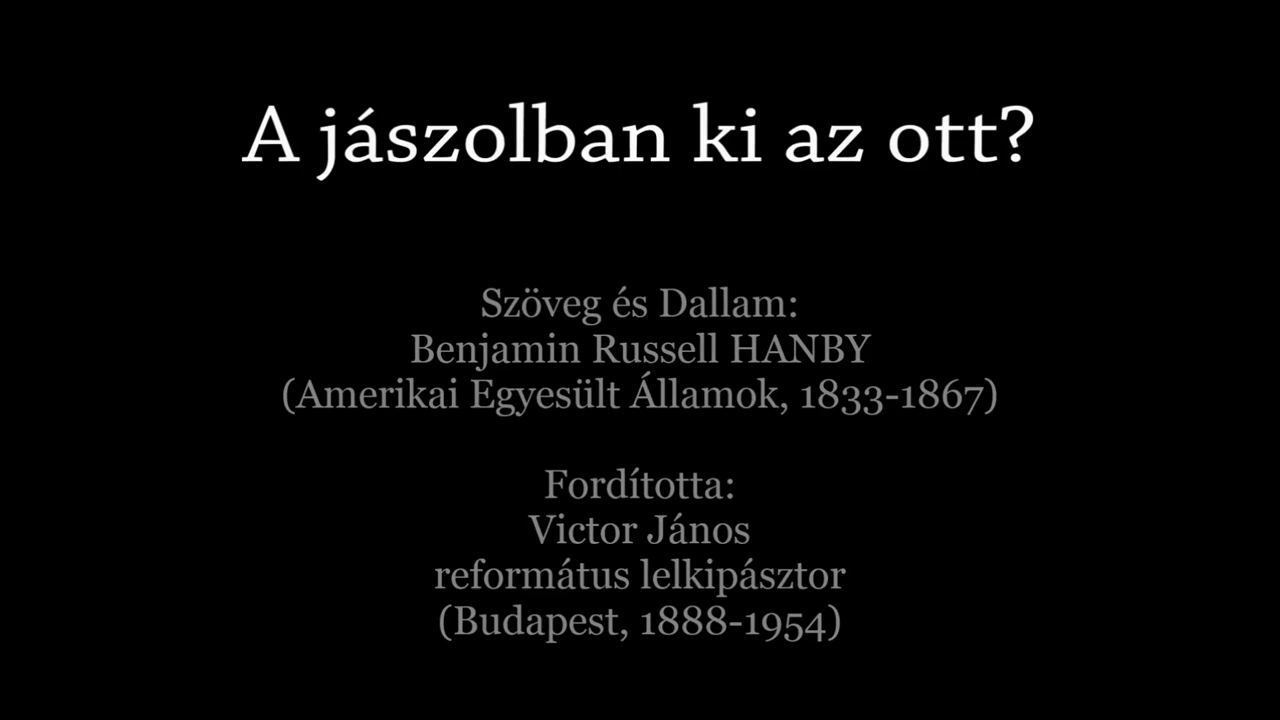 A jászolban ki az ott?
Szöveg és Dallam:
Benjamin Russell HANBY
(Amerikai Egyesült Államok, 1833-1867)
Fordította:
Victor János
református lelkipásztor
(Budapest, 1888-1954)